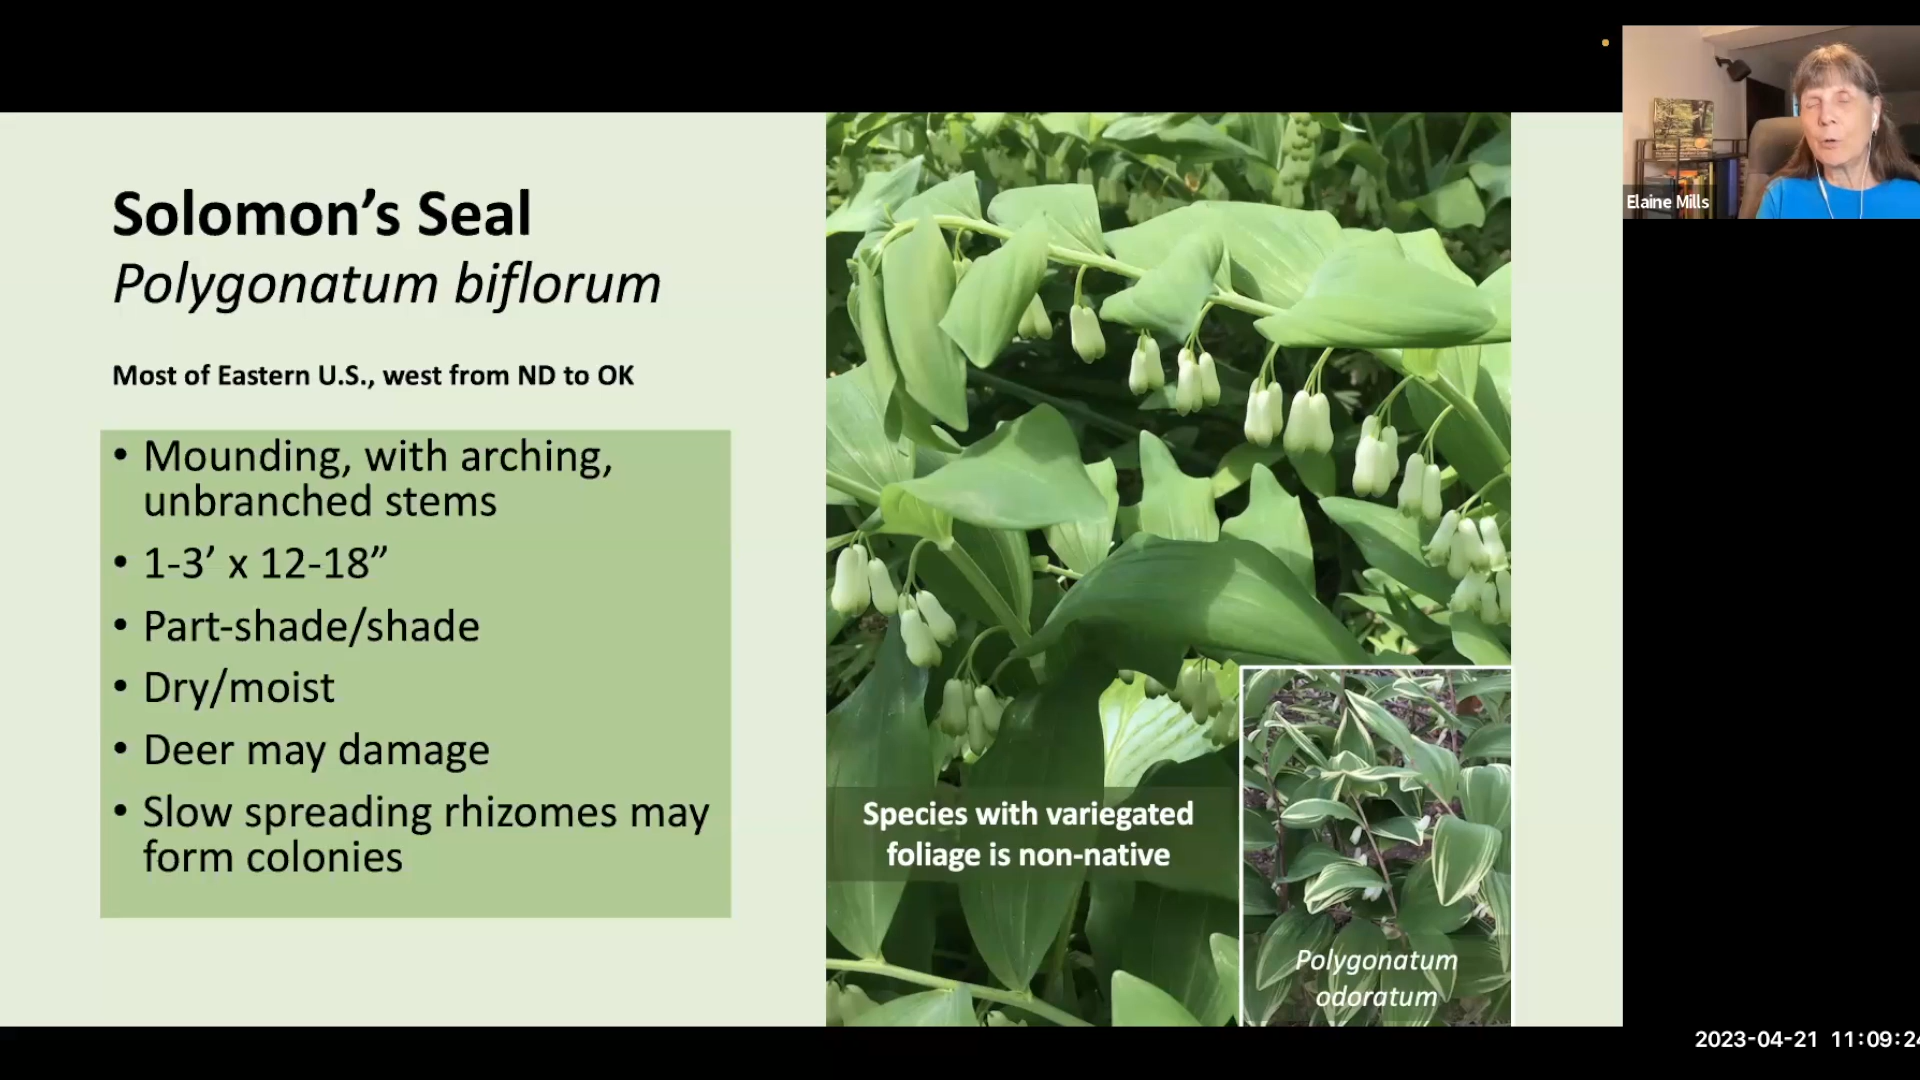 Solomon’s Seal
Polygonatum biflorum
Most of Eastern U.S., west from ND to OK
• Mounding, with arching,
unbranched stems
• 1-3’ x 12-18”
• Part-shade/shade
• Dry/moist
• Deer may damage
• Slow spreading rhizomes may
form colonies
Species with variegated
foliage is non-native
Polygonatum
odoratum
Elaine Mills
2023-04-21 11:09:24